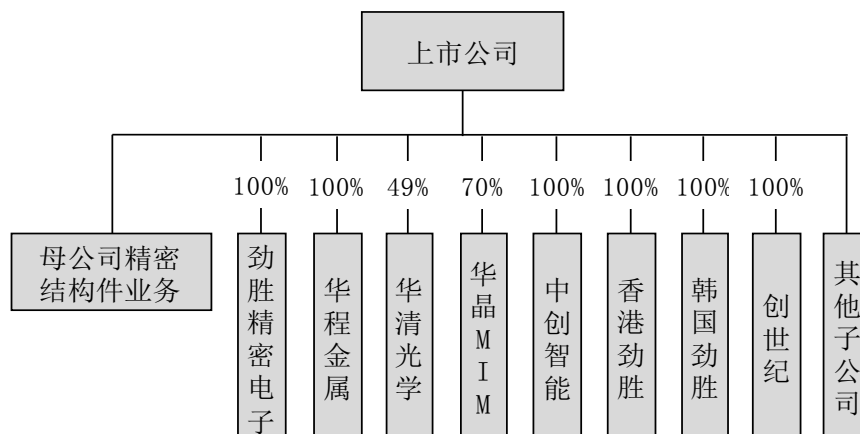 上市公司
100%
100%
49%
70%
100%
100%
100%
100%
母公司精密
结构件业务
劲胜精密电子
华程金属
华清光学
华晶MIM
中创智能
香港劲胜
韩国劲胜
创世纪
其他子公司